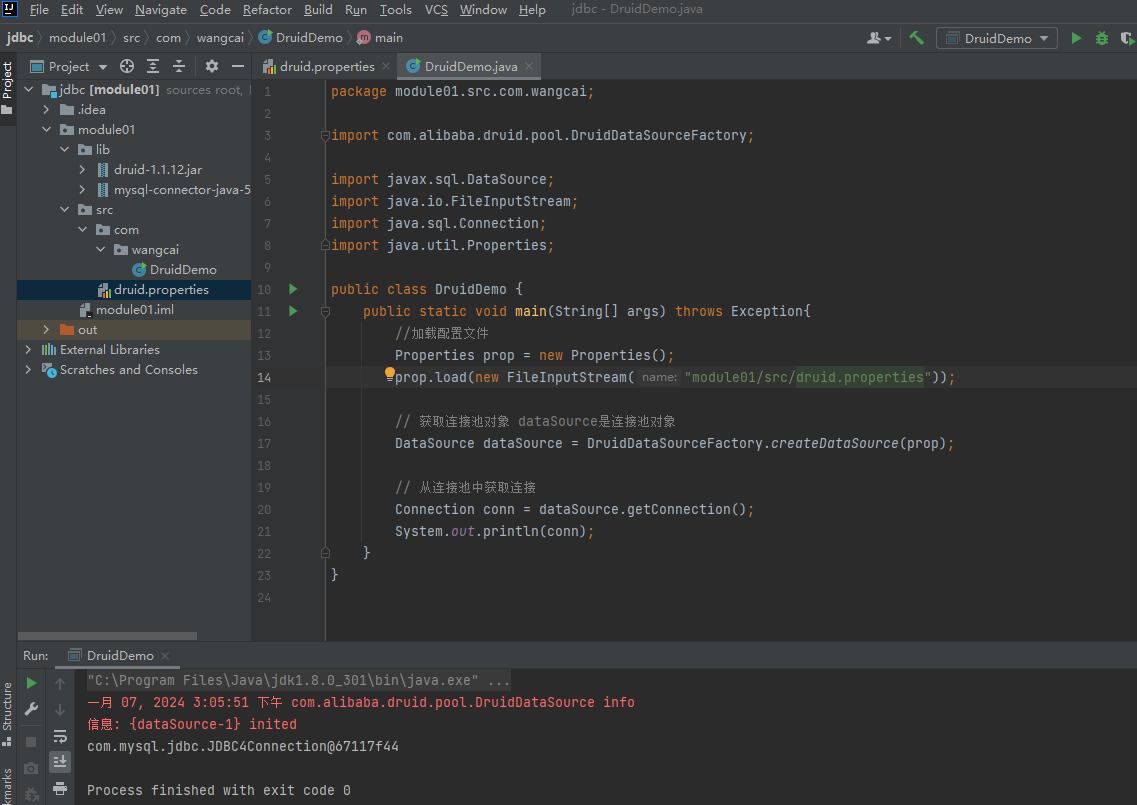 File Edit View Navigate Code Refactor Build Run Tools VCS Window Help jdbc - DruidDemo.java
jdbc module01 src com wangcai DruidDemo main DruidDemo
Project
Project
druid.properties DruidDemo.java
jdbc [module01] sources root,
.idea
module01
lib
druid-1.1.12.jar
mysql-connector-java-5
src
com
wangcai
DruidDemo
druid.properties
module01.iml
out
External Libraries
Scratches and Consoles
1 package module01.src.com.wangcai;
2
3 import com.alibaba.druid.pool.DruidDataSourceFactory;
4
5 import javax.sql.DataSource;
6 import java.io.FileInputStream;
7 import java.sql.Connection;
8 import java.util.Properties;
9
10 public class DruidDemo {
11 public static void main(String[] args) throws Exception{
12 //加载配置文件
13 Properties prop = new Properties();
14 prop.load(new FileInputStream( name: "module01/src/druid.properties"));
15
16 // 获取连接池对象 dataSource是连接池对象
17 DataSource dataSource = DruidDataSourceFactory.createDataSource(prop);
18
19 // 从连接池中获取连接
20 Connection conn = dataSource.getConnection();
21 System.out.println(conn);
22 }
23 }
24
Run: DruidDemo
"C:\Program Files\Java\jdk1.8.0_301\bin\java.exe" ...
一月 07, 2024 3:05:51 下午 com.alibaba.druid.pool.DruidDataSource info
信息: {dataSource-1} inited
com.mysql.jdbc.JDBC4Connection@67117f44
Process finished with exit code 0
Structure
kmarks